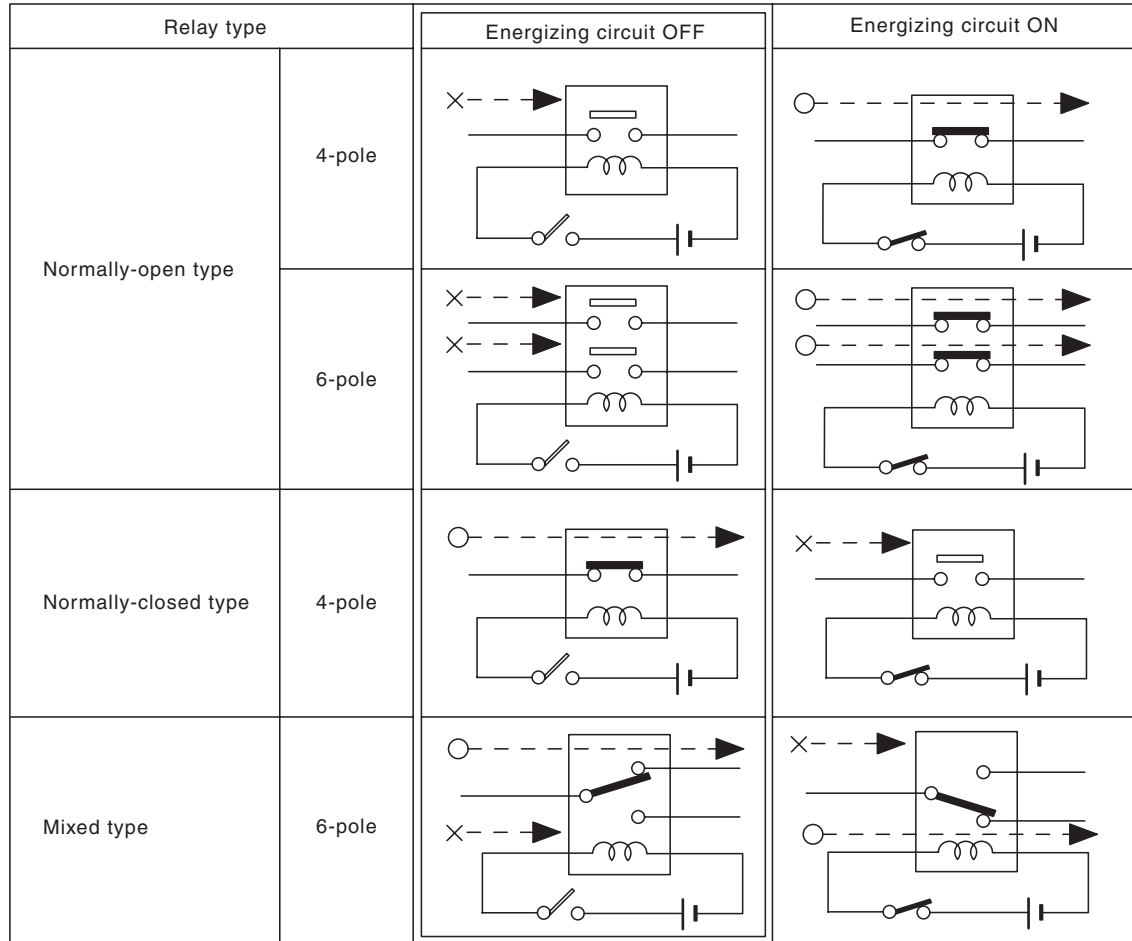 Relay type
Energizing circuit OFF
Energizing circuit ON
Normally-open type
4-pole
6-pole
Normally-closed type
4-pole
Mixed type
6-pole